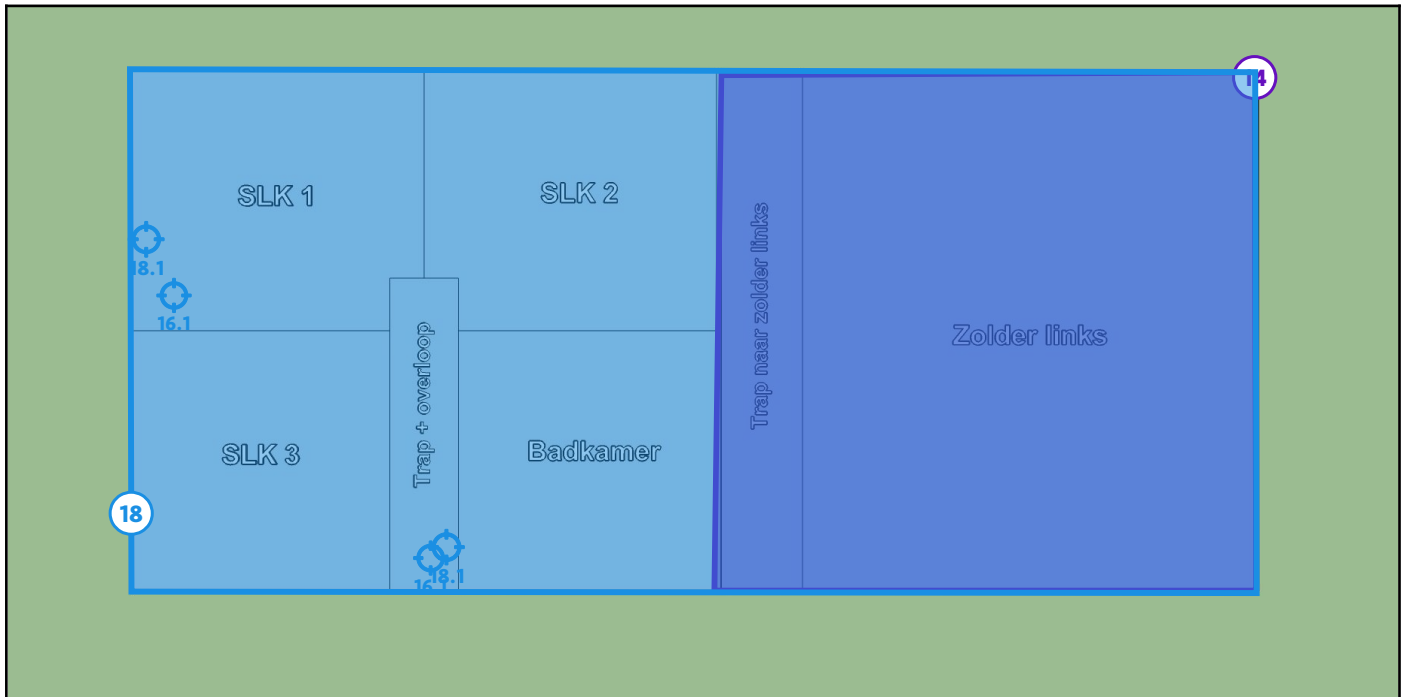 14
SLK 1
SLK 2
Trap naar zolder links
18.1
16.1
Zolder links
Trap + overloop
SLK 3
Badkamer
18
18.1